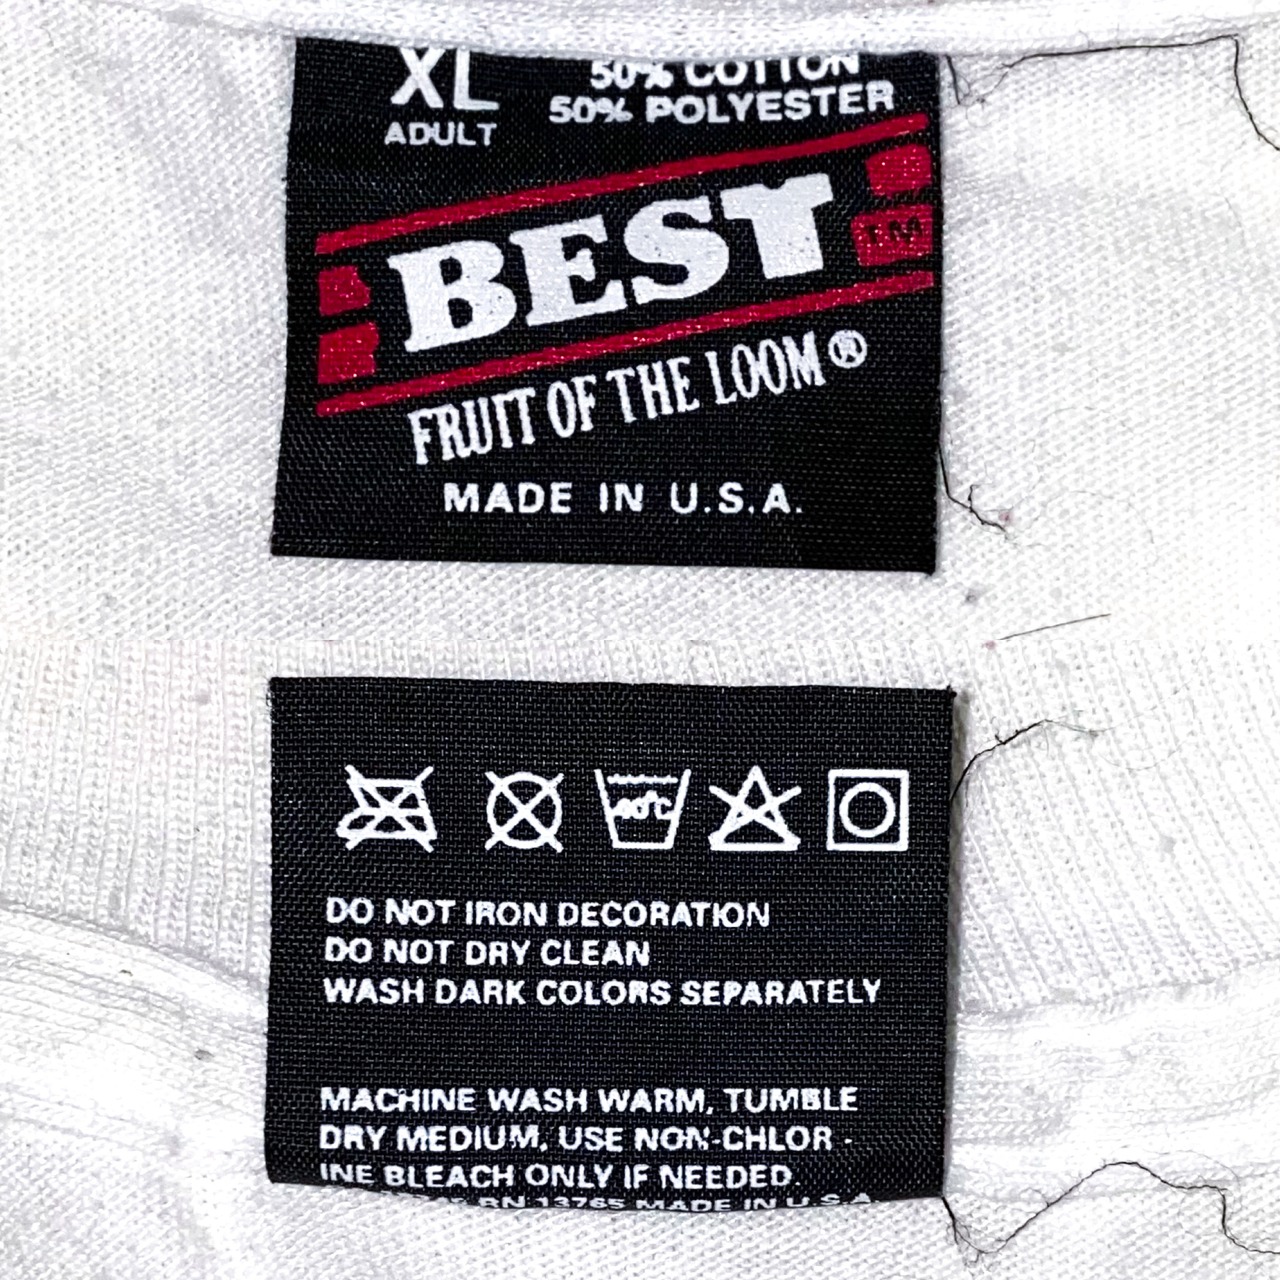 XL
ADULT
50% COTTON
50% POLYESTER
BEST
TM
FRUIT OF THE LOOM®
MADE IN U.S.A.
40°C
DO NOT IRON DECORATION
DO NOT DRY CLEAN
WASH DARK COLORS SEPARATELY
MACHINE WASH WARM, TUMBLE
DRY MEDIUM, USE NON-CHLOR -
INE BLEACH ONLY IF NEEDED.
RN 13765 MADE IN U.S.A.